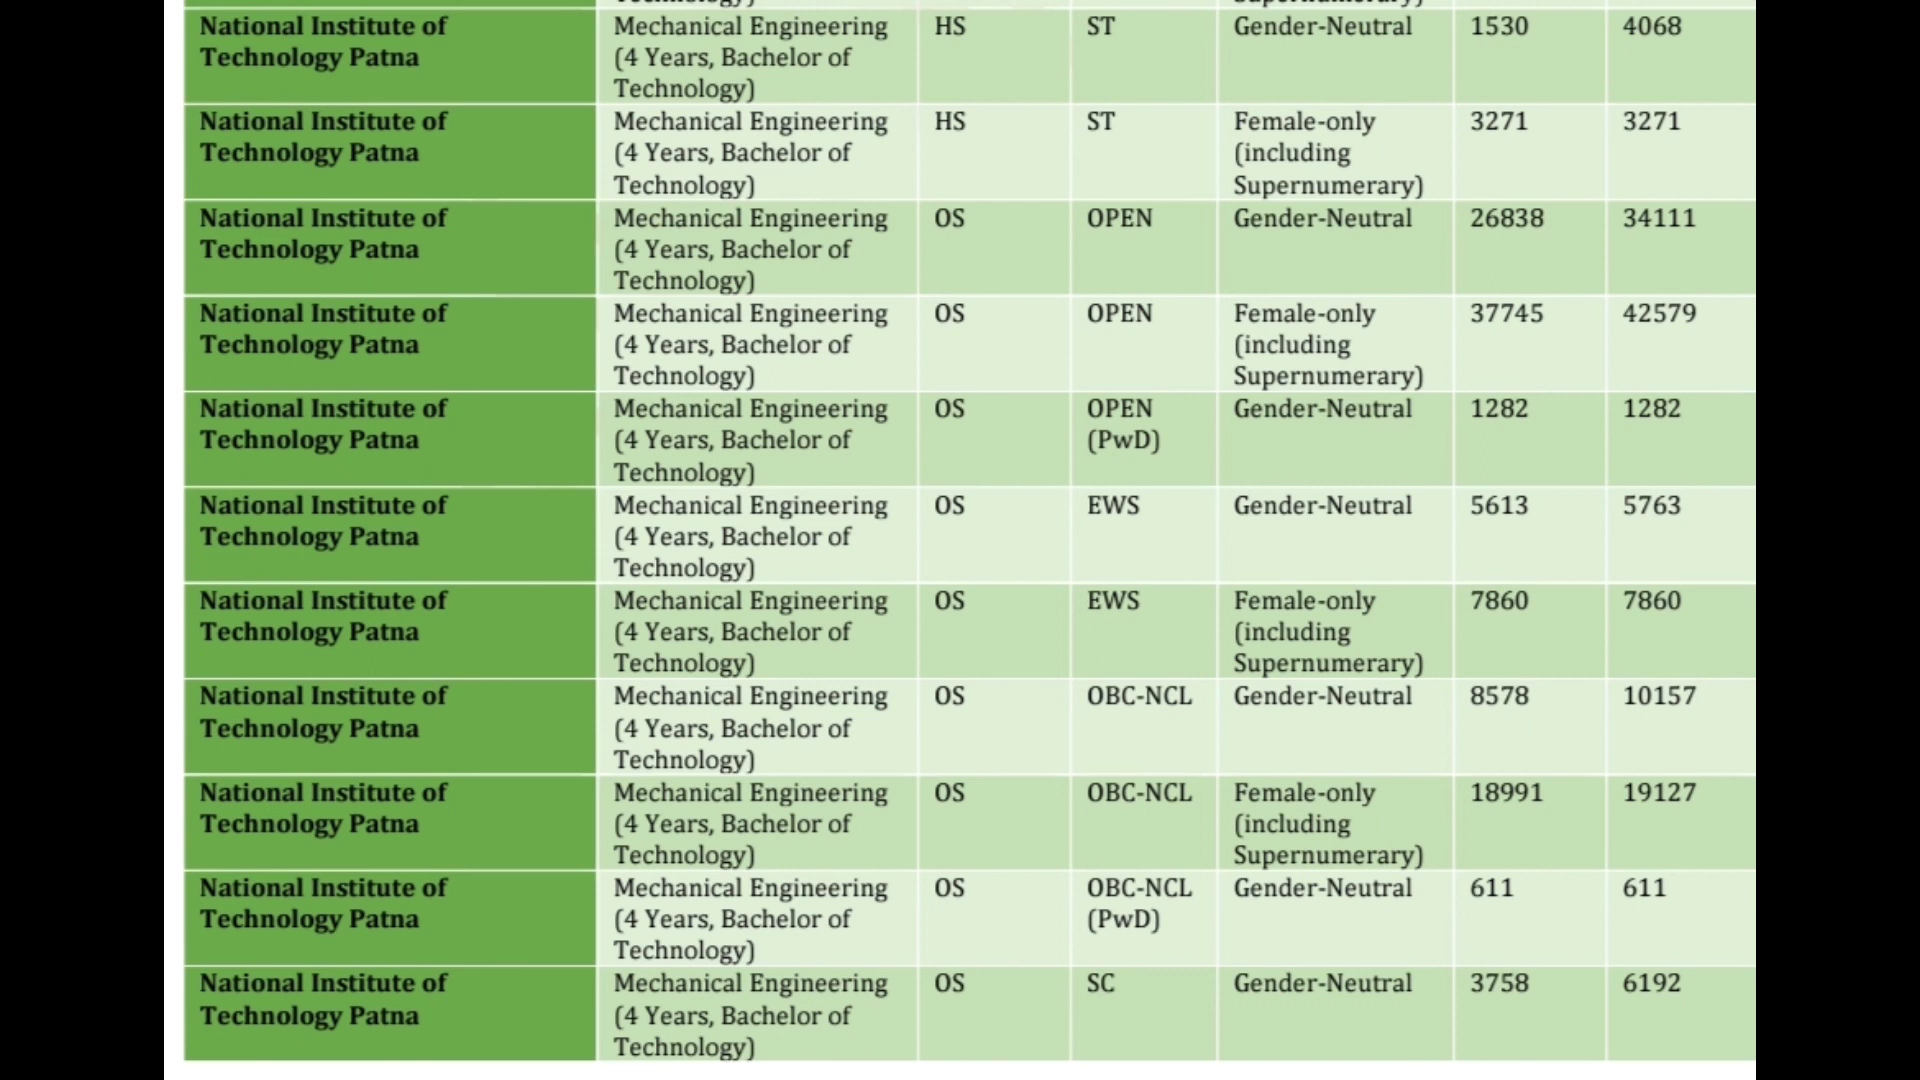 National Institute of Technology Patna | Mechanical Engineering (4 Years, Bachelor of Technology) | HS | ST | Gender-Neutral | 1530 | 4068
National Institute of Technology Patna | Mechanical Engineering (4 Years, Bachelor of Technology) | HS | ST | Female-only (including Supernumerary) | 3271 | 3271
National Institute of Technology Patna | Mechanical Engineering (4 Years, Bachelor of Technology) | OS | OPEN | Gender-Neutral | 26838 | 34111
National Institute of Technology Patna | Mechanical Engineering (4 Years, Bachelor of Technology) | OS | OPEN | Female-only (including Supernumerary) | 37745 | 42579
National Institute of Technology Patna | Mechanical Engineering (4 Years, Bachelor of Technology) | OS | OPEN (PwD) | Gender-Neutral | 1282 | 1282
National Institute of Technology Patna | Mechanical Engineering (4 Years, Bachelor of Technology) | OS | EWS | Gender-Neutral | 5613 | 5763
National Institute of Technology Patna | Mechanical Engineering (4 Years, Bachelor of Technology) | OS | EWS | Female-only (including Supernumerary) | 7860 | 7860
National Institute of Technology Patna | Mechanical Engineering (4 Years, Bachelor of Technology) | OS | OBC-NCL | Gender-Neutral | 8578 | 10157
National Institute of Technology Patna | Mechanical Engineering (4 Years, Bachelor of Technology) | OS | OBC-NCL | Female-only (including Supernumerary) | 18991 | 19127
National Institute of Technology Patna | Mechanical Engineering (4 Years, Bachelor of Technology) | OS | OBC-NCL (PwD) | Gender-Neutral | 611 | 611
National Institute of Technology Patna | Mechanical Engineering (4 Years, Bachelor of Technology) | OS | SC | Gender-Neutral | 3758 | 6192